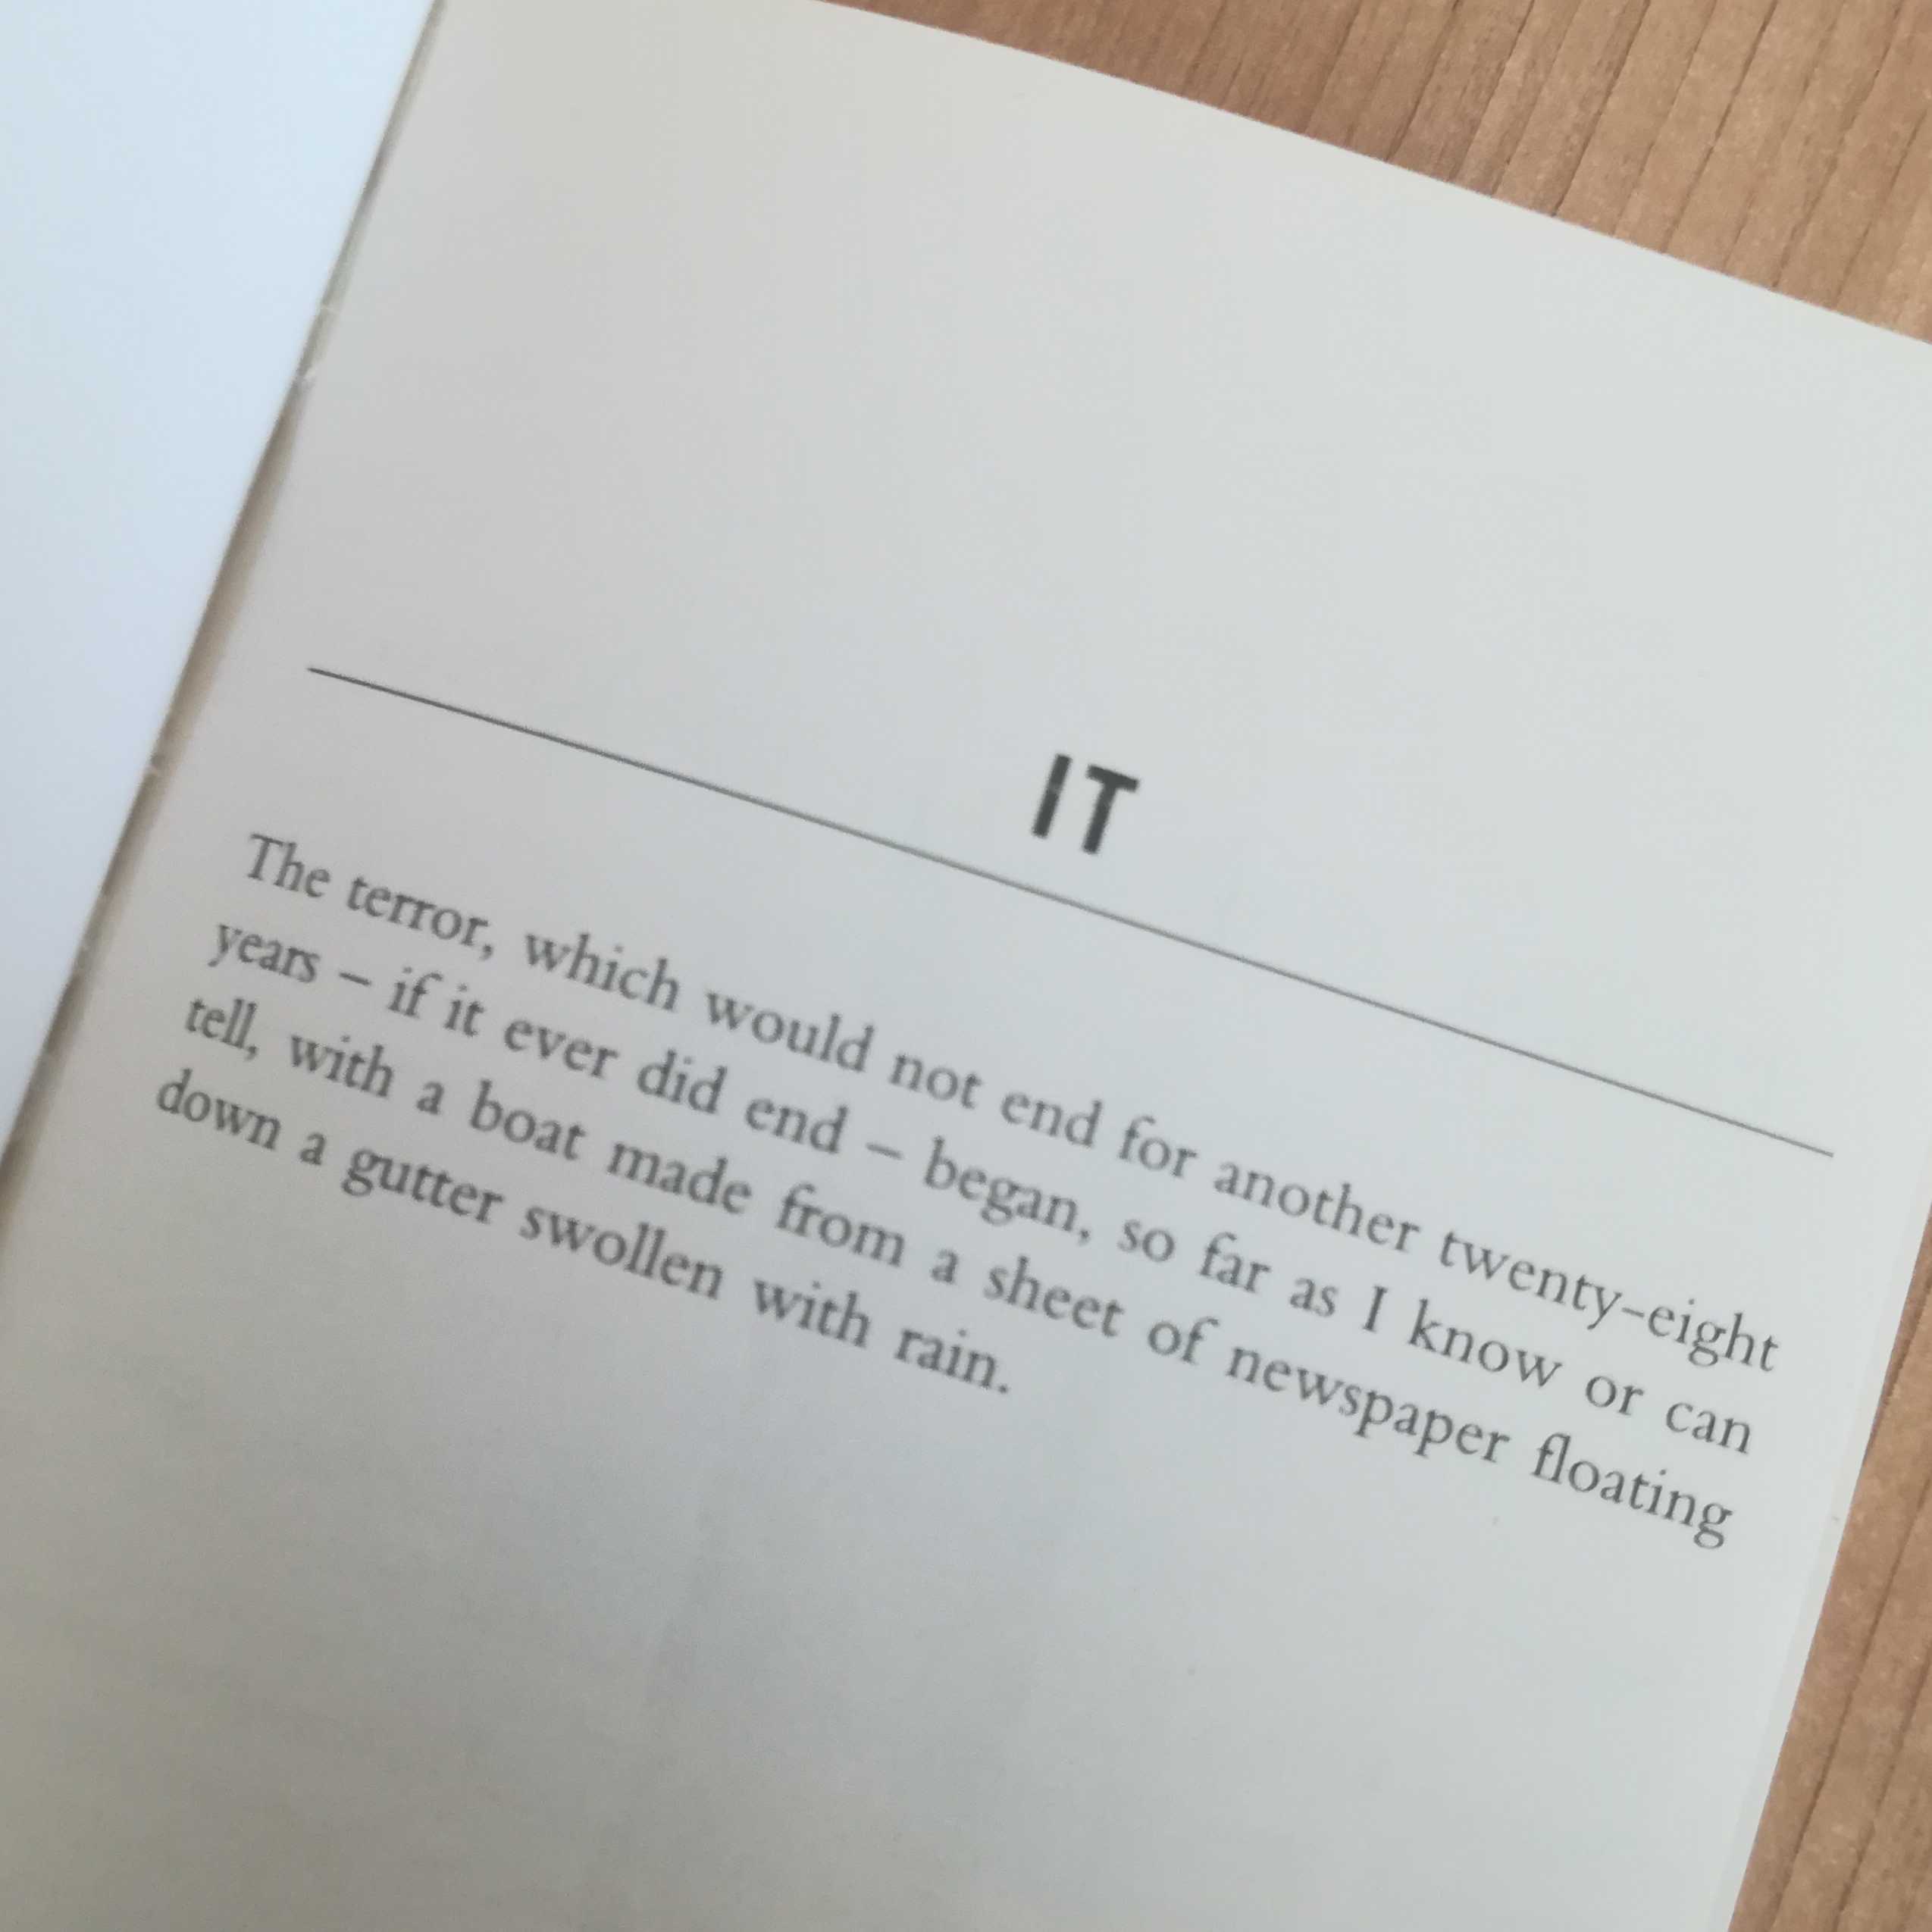 IT
The terror, which would not end for another twenty-eight
years – if it ever did end – began, so far as I know or can
tell, with a boat made from a sheet of newspaper floating
down a gutter swollen with rain.